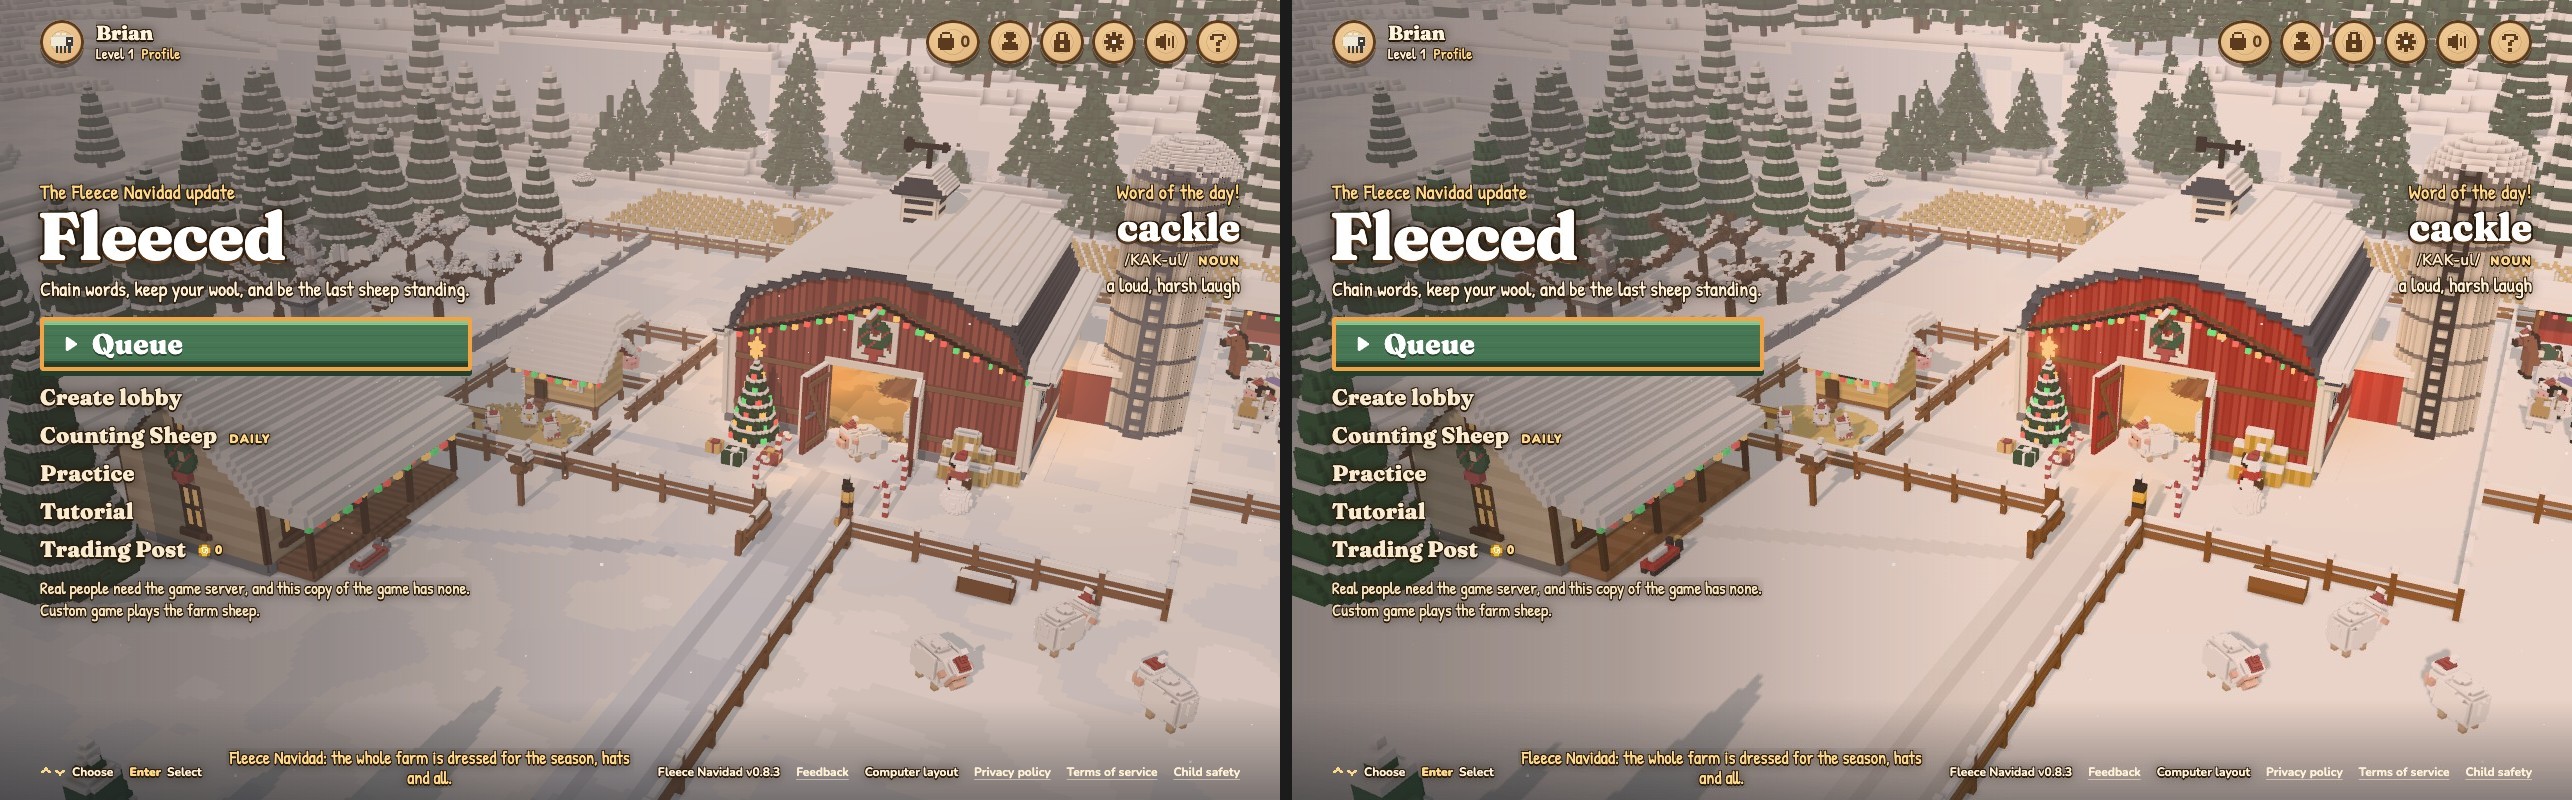 Brian
Level 1 Profile
0
The Fleece Navidad update
Fleeced
Chain words, keep your wool, and be the last sheep standing.
Queue
Create lobby
Counting Sheep DAILY
Practice
Tutorial
Trading Post 0
Real people need the game server, and this copy of the game has none.
Custom game plays the farm sheep.
Word of the day!
cackle
/KAK-ul/ NOUN
a loud, harsh laugh
Choose Enter Select
Fleece Navidad: the whole farm is dressed for the season, hats
and all.
Fleece Navidad v0.8.3 Feedback Computer layout Privacy policy Terms of service Child safety
Brian
Level 1 Profile
0
The Fleece Navidad update
Fleeced
Chain words, keep your wool, and be the last sheep standing.
Queue
Create lobby
Counting Sheep DAILY
Practice
Tutorial
Trading Post 0
Real people need the game server, and this copy of the game has none.
Custom game plays the farm sheep.
Word of the day!
cackle
/KAK-ul/ NOUN
a loud, harsh laugh
Choose Enter Select
Fleece Navidad: the whole farm is dressed for the season, hats
and all.
Fleece Navidad v0.8.3 Feedback Computer layout Privacy policy Terms of service Child safety